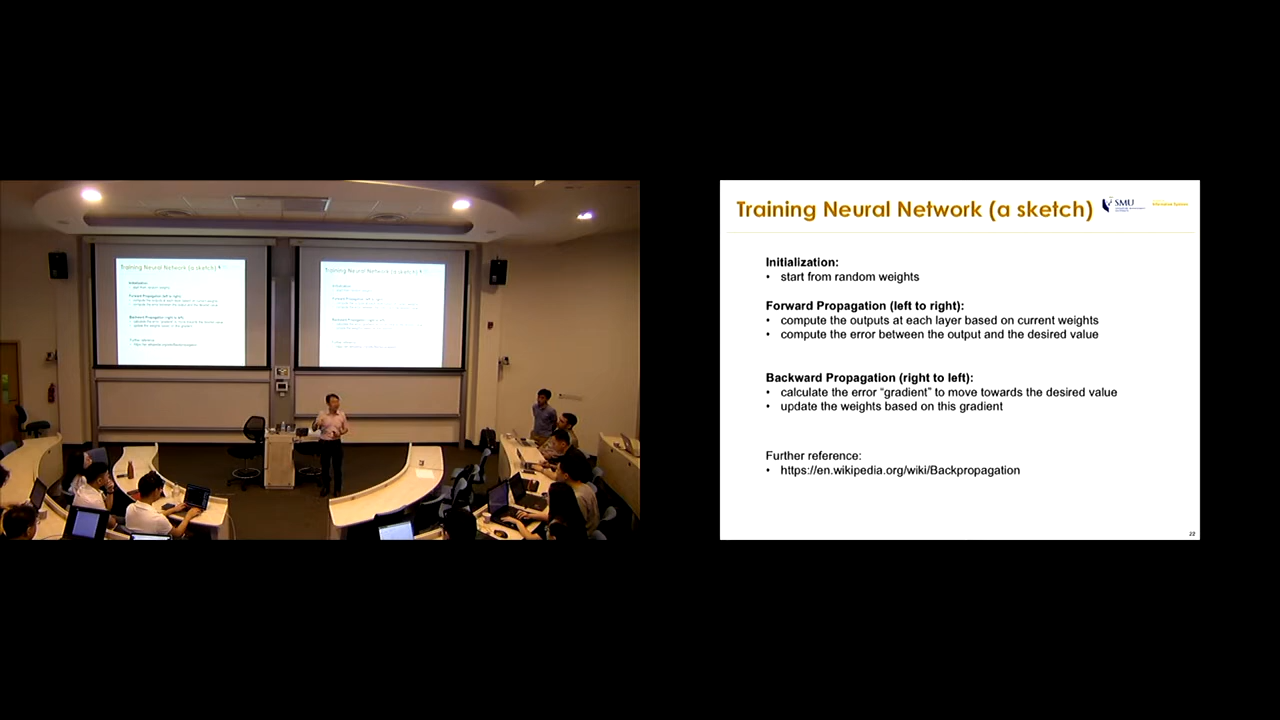 Training Neural Network (a sketch)
SMU
Initialization:
• start from random weights
Forward Propagation (left to right):
• compute the outputs at each layer based on current weights
• compute the error between the output and the desired value
Backward Propagation (right to left):
• calculate the error “gradient” to move towards the desired value
• update the weights based on this gradient
Further reference:
• https://en.wikipedia.org/wiki/Backpropagation
22